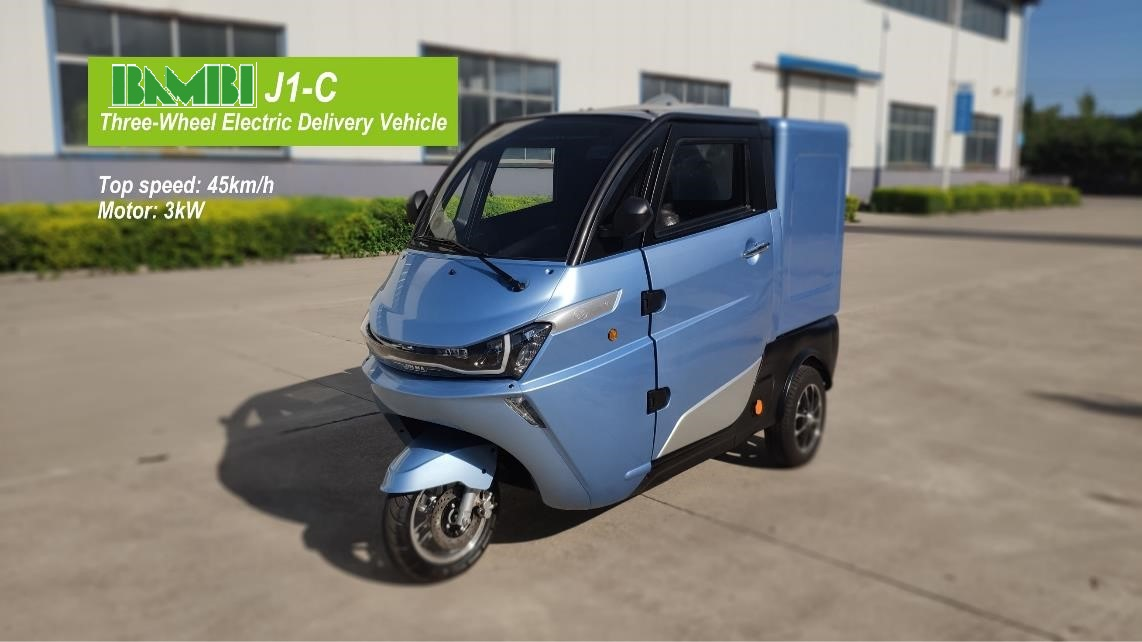 BAMBI J1-C
Three-Wheel Electric Delivery Vehicle
Top speed: 45km/h
Motor: 3kW